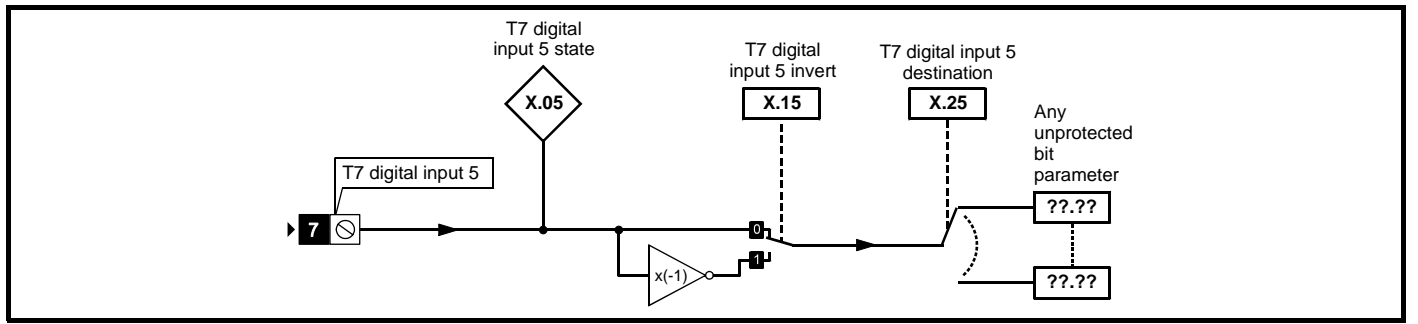 T7 digital
input 5 state
X.05
T7 digital
input 5 invert
X.15
T7 digital input 5
destination
X.25
Any
unprotected
bit
parameter
??.??
??.??
T7 digital input 5
7
0
1
x(-1)